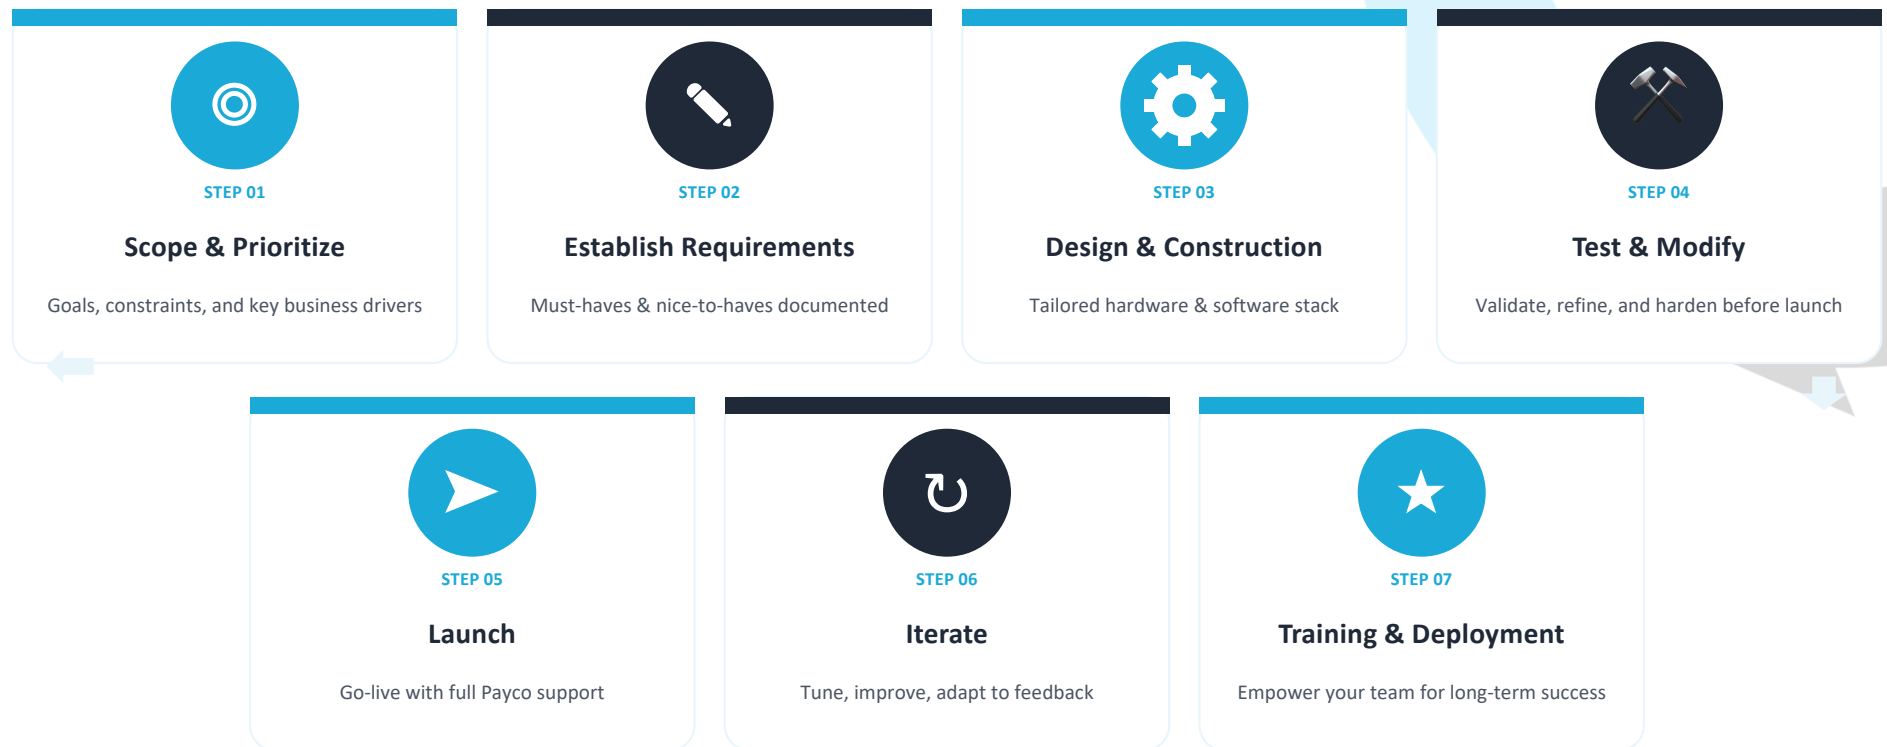 STEP 01
Scope & Prioritize
Goals, constraints, and key business drivers
STEP 02
Establish Requirements
Must-haves & nice-to-haves documented
STEP 03
Design & Construction
Tailored hardware & software stack
STEP 04
Test & Modify
Validate, refine, and harden before launch
STEP 05
Launch
Go-live with full Payco support
STEP 06
Iterate
Tune, improve, adapt to feedback
STEP 07
Training & Deployment
Empower your team for long-term success